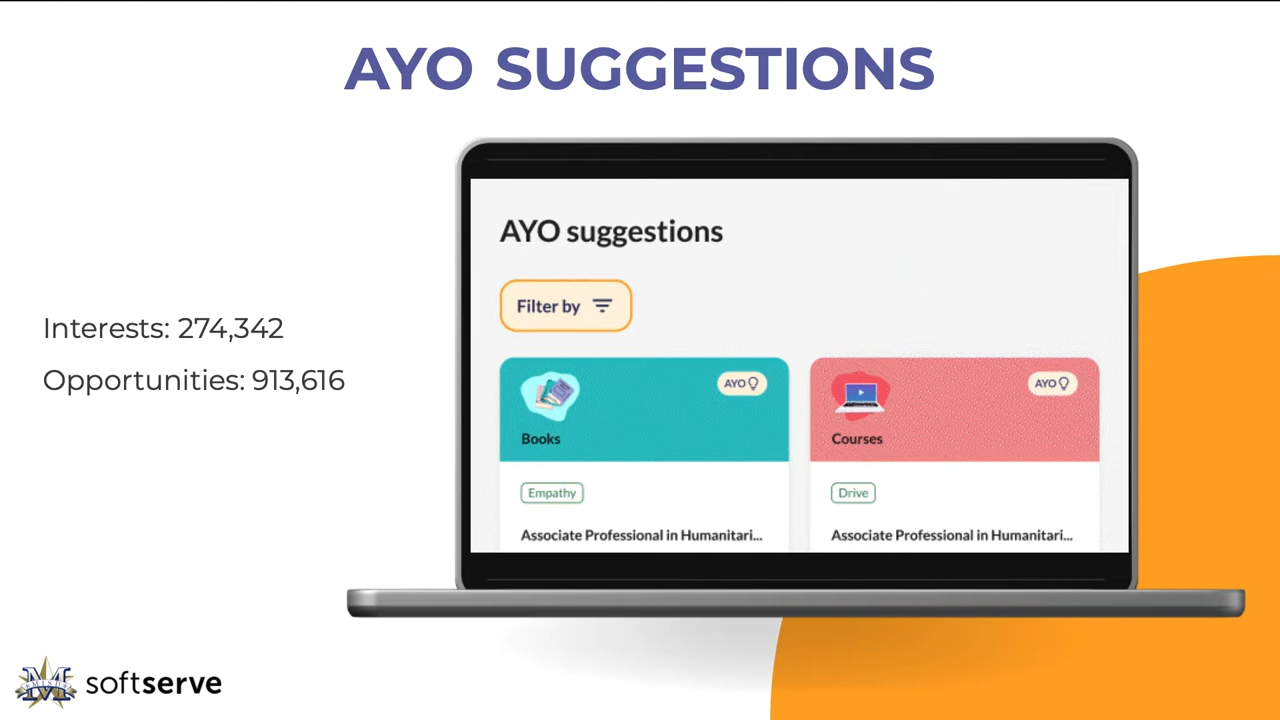 AYO SUGGESTIONS
Interests: 274,342
Opportunities: 913,616
AYO suggestions
Filter by
AYO
Books
Empathy
Associate Professional in Humanitari...
AYO
Courses
Drive
Associate Professional in Humanitari...
M
softserve